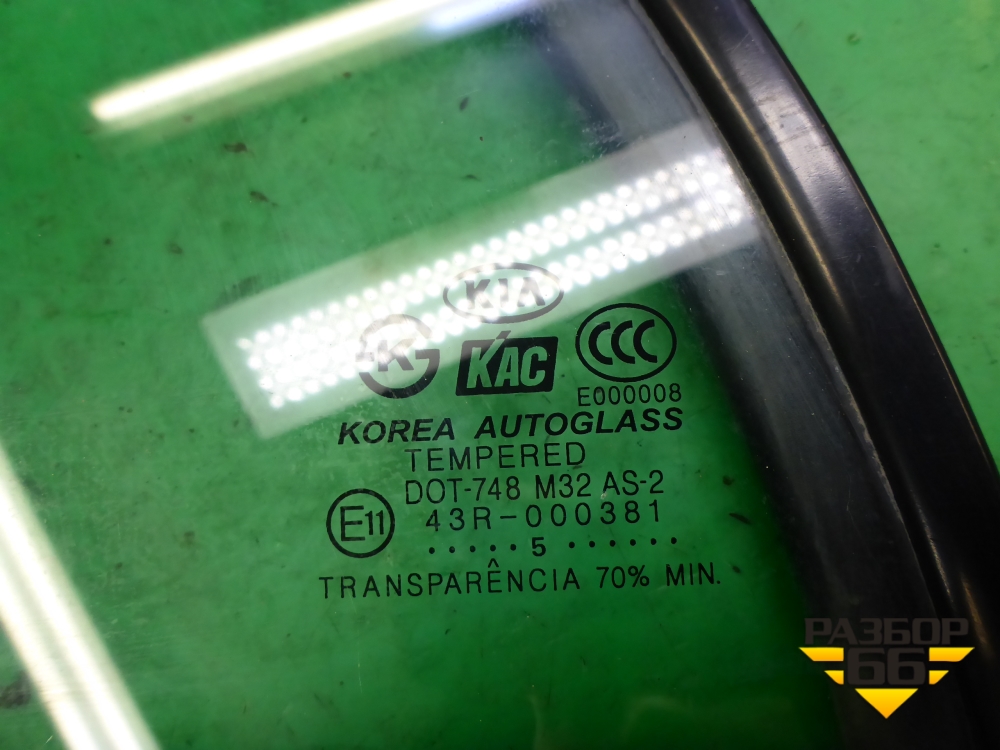 KIA
K
KAC
CCC
E000008
KOREA AUTOGLASS
TEMPERED
DOT-748 M32 AS-2
E11
43R-000381
.....5......
TRANSPARÊNCIA 70% MIN.
РАЗБОР
66